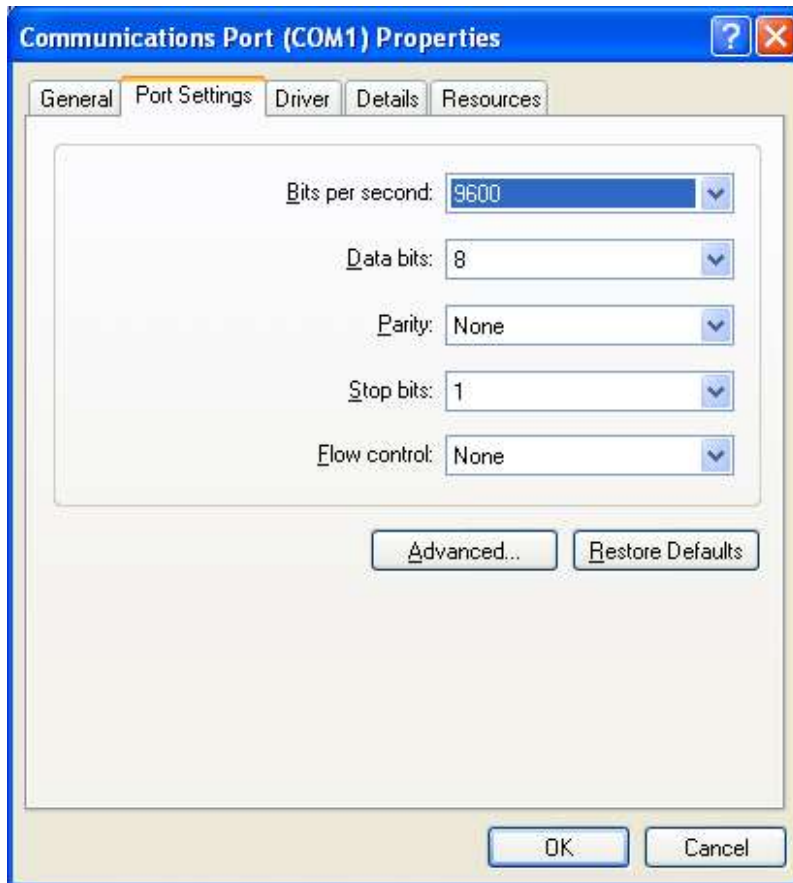 Communications Port (COM1) Properties ?
General Port Settings Driver Details Resources
Bits per second: 9600
Data bits: 8
Parity: None
Stop bits: 1
Flow control: None
Advanced... Restore Defaults
OK Cancel